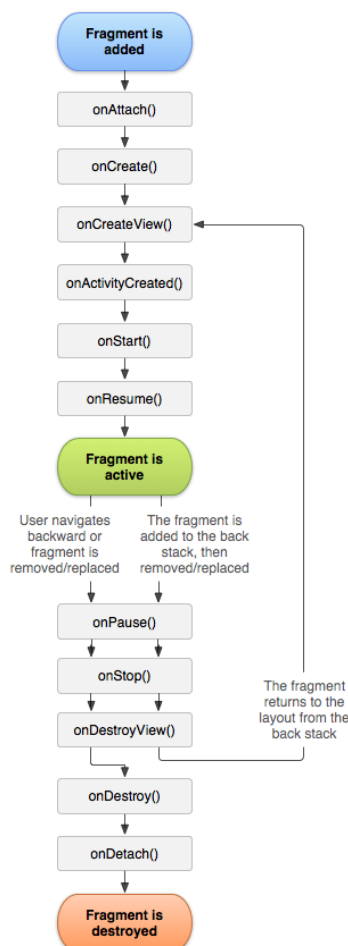 Fragment is
added
onAttach()
onCreate()
onCreateView()
onActivityCreated()
onStart()
onResume()
Fragment is
active
User navigates
backward or
fragment is
removed/replaced
The fragment is
added to the back
stack, then
removed/replaced
onPause()
onStop()
onDestroyView()
The fragment
returns to the
layout from the
back stack
onDestroy()
onDetach()
Fragment is
destroyed